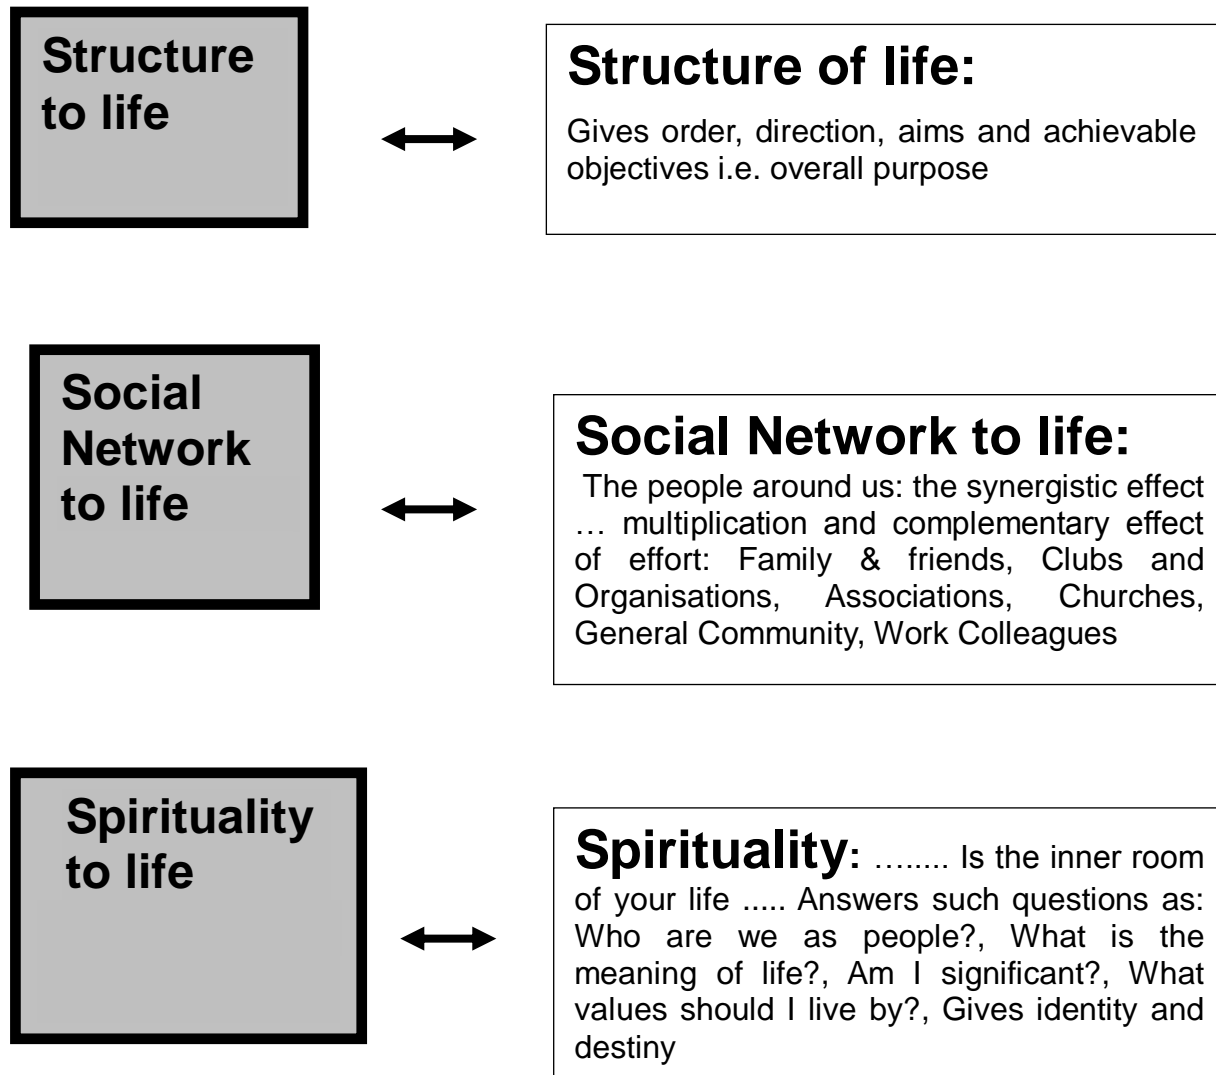 Structure
to life
Structure of life:
Gives order, direction, aims and achievable
objectives i.e. overall purpose
Social
Network
to life
Social Network to life:
The people around us: the synergistic effect
… multiplication and complementary effect
of effort: Family & friends, Clubs and
Organisations, Associations, Churches,
General Community, Work Colleagues
Spirituality
to life
Spirituality: …..... Is the inner room
of your life ..... Answers such questions as:
Who are we as people?, What is the
meaning of life?, Am I significant?, What
values should I live by?, Gives identity and
destiny